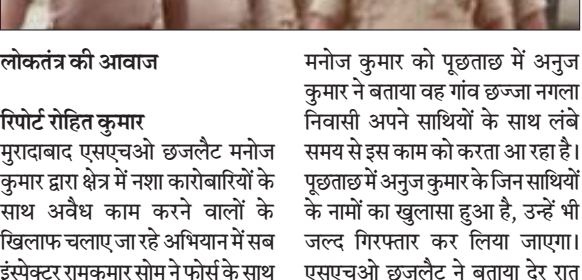 लोकतंत्र की आवाज
रिपोर्ट रोहित कुमार
मुरादाबाद एसएचओ छजलैट मनोज
कुमार द्वारा क्षेत्र में नशा कारोबारियों के
साथ अवैध काम करने वालों के
खिलाफ चलाए जा रहे अभियान में सब
इंस्पेक्टर रामकुमार सोम ने फोर्स के साथ
मनोज कुमार को पूछताछ में अनुज
कुमार ने बताया वह गांव छज्जा नगला
निवासी अपने साथियों के साथ लंबे
समय से इस काम को करता आ रहा है।
पूछताछ में अनुज कुमार के जिन साथियों
के नामों का खुलासा हुआ है, उन्हें भी
जल्द गिरफ्तार कर लिया जाएगा।
एसएचओ छजलैट ने बताया देर रात